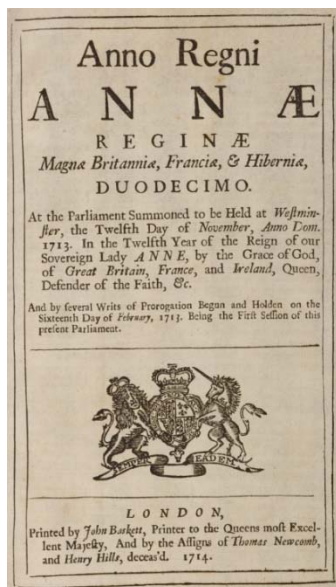 Anno Regni
ANNÆ
REGINÆ
Magnæ Britanniæ, Franciæ, & Hiberniæ,
DUODECIMO.
At the Parliament Summoned to be Held at Weſtmin-
ſter, the Twelfth Day of November, Anno Dom.
1713. In the Twelfth Year of the Reign of our
Sovereign Lady ANNE, by the Grace of God,
of Great Britain, France, and Ireland, Queen,
Defender of the Faith, &c.
And by ſeveral Writs of Prorogation Begun and Holden on the
Sixteenth Day of February, 1713. Being the Firſt Seſſion of this
preſent Parliament.
SEMPER EADEM
LONDON,
Printed by John Baskett, Printer to the Queens moſt Excel-
lent Majeſty, And by the Aſſigns of Thomas Newcomb,
and Henry Hills, deceas'd. 1714.